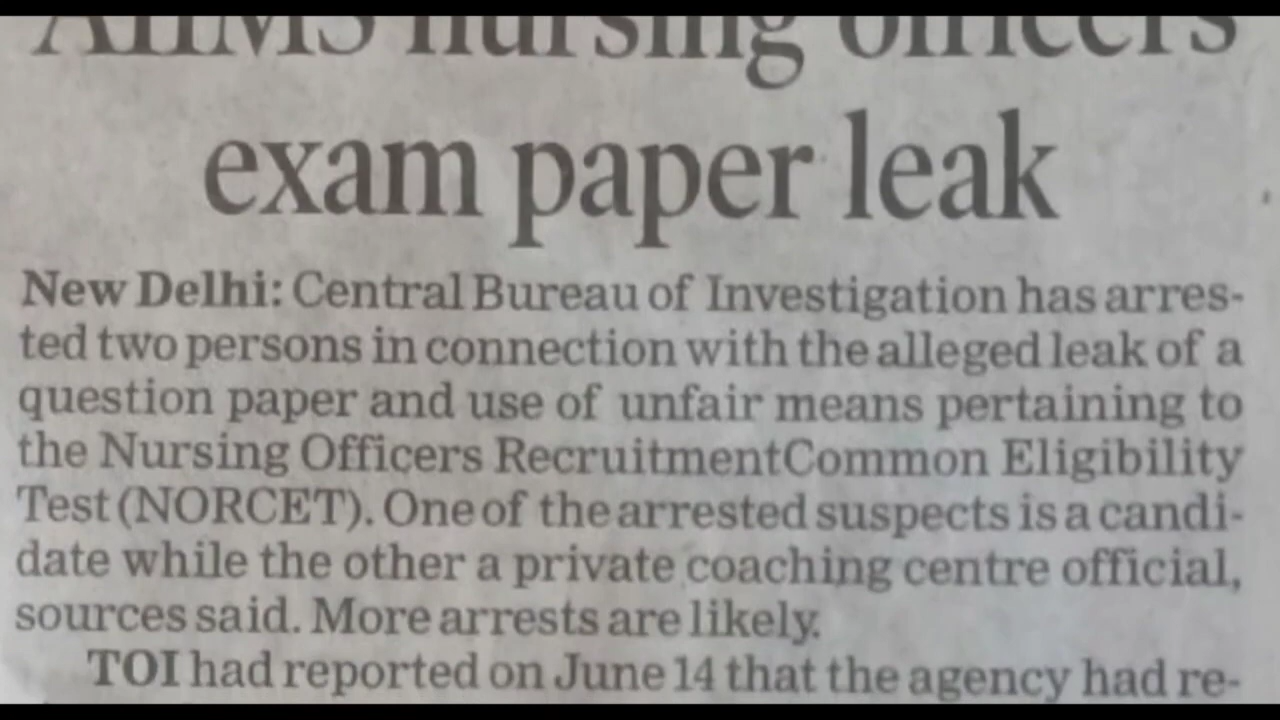 AIIMS nursing officers
exam paper leak
New Delhi: Central Bureau of Investigation has arres-
ted two persons in connection with the alleged leak of a
question paper and use of unfair means pertaining to
the Nursing Officers RecruitmentCommon Eligibility
Test (NORCET). One of the arrested suspects is a candi-
date while the other a private coaching centre official,
sources said. More arrests are likely.
TOI had reported on June 14 that the agency had re-